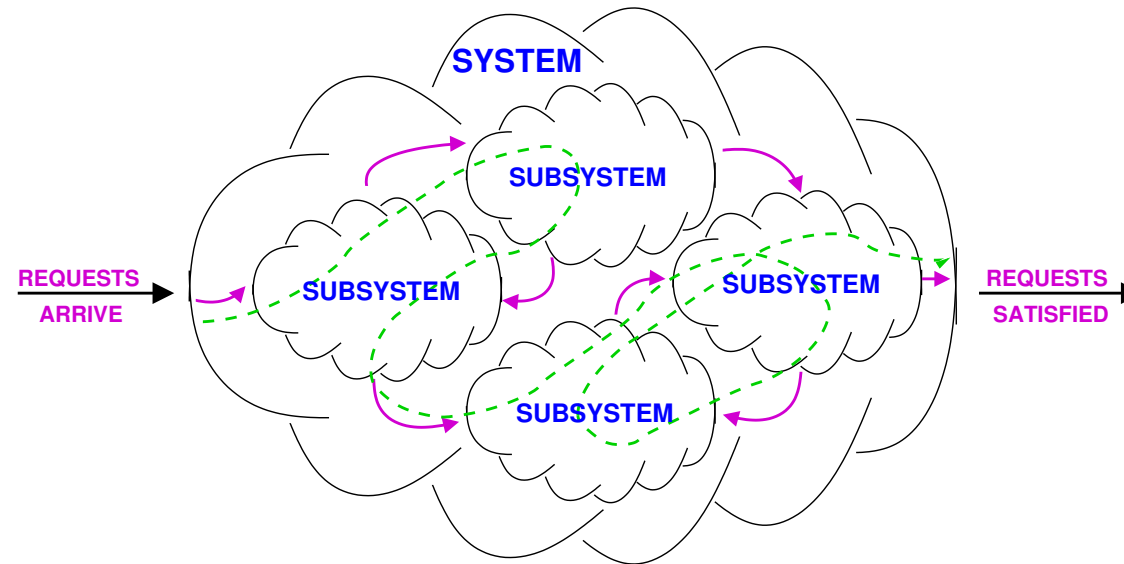 SYSTEM
SUBSYSTEM
REQUESTS
ARRIVE
SUBSYSTEM
SUBSYSTEM
REQUESTS
SATISFIED
SUBSYSTEM